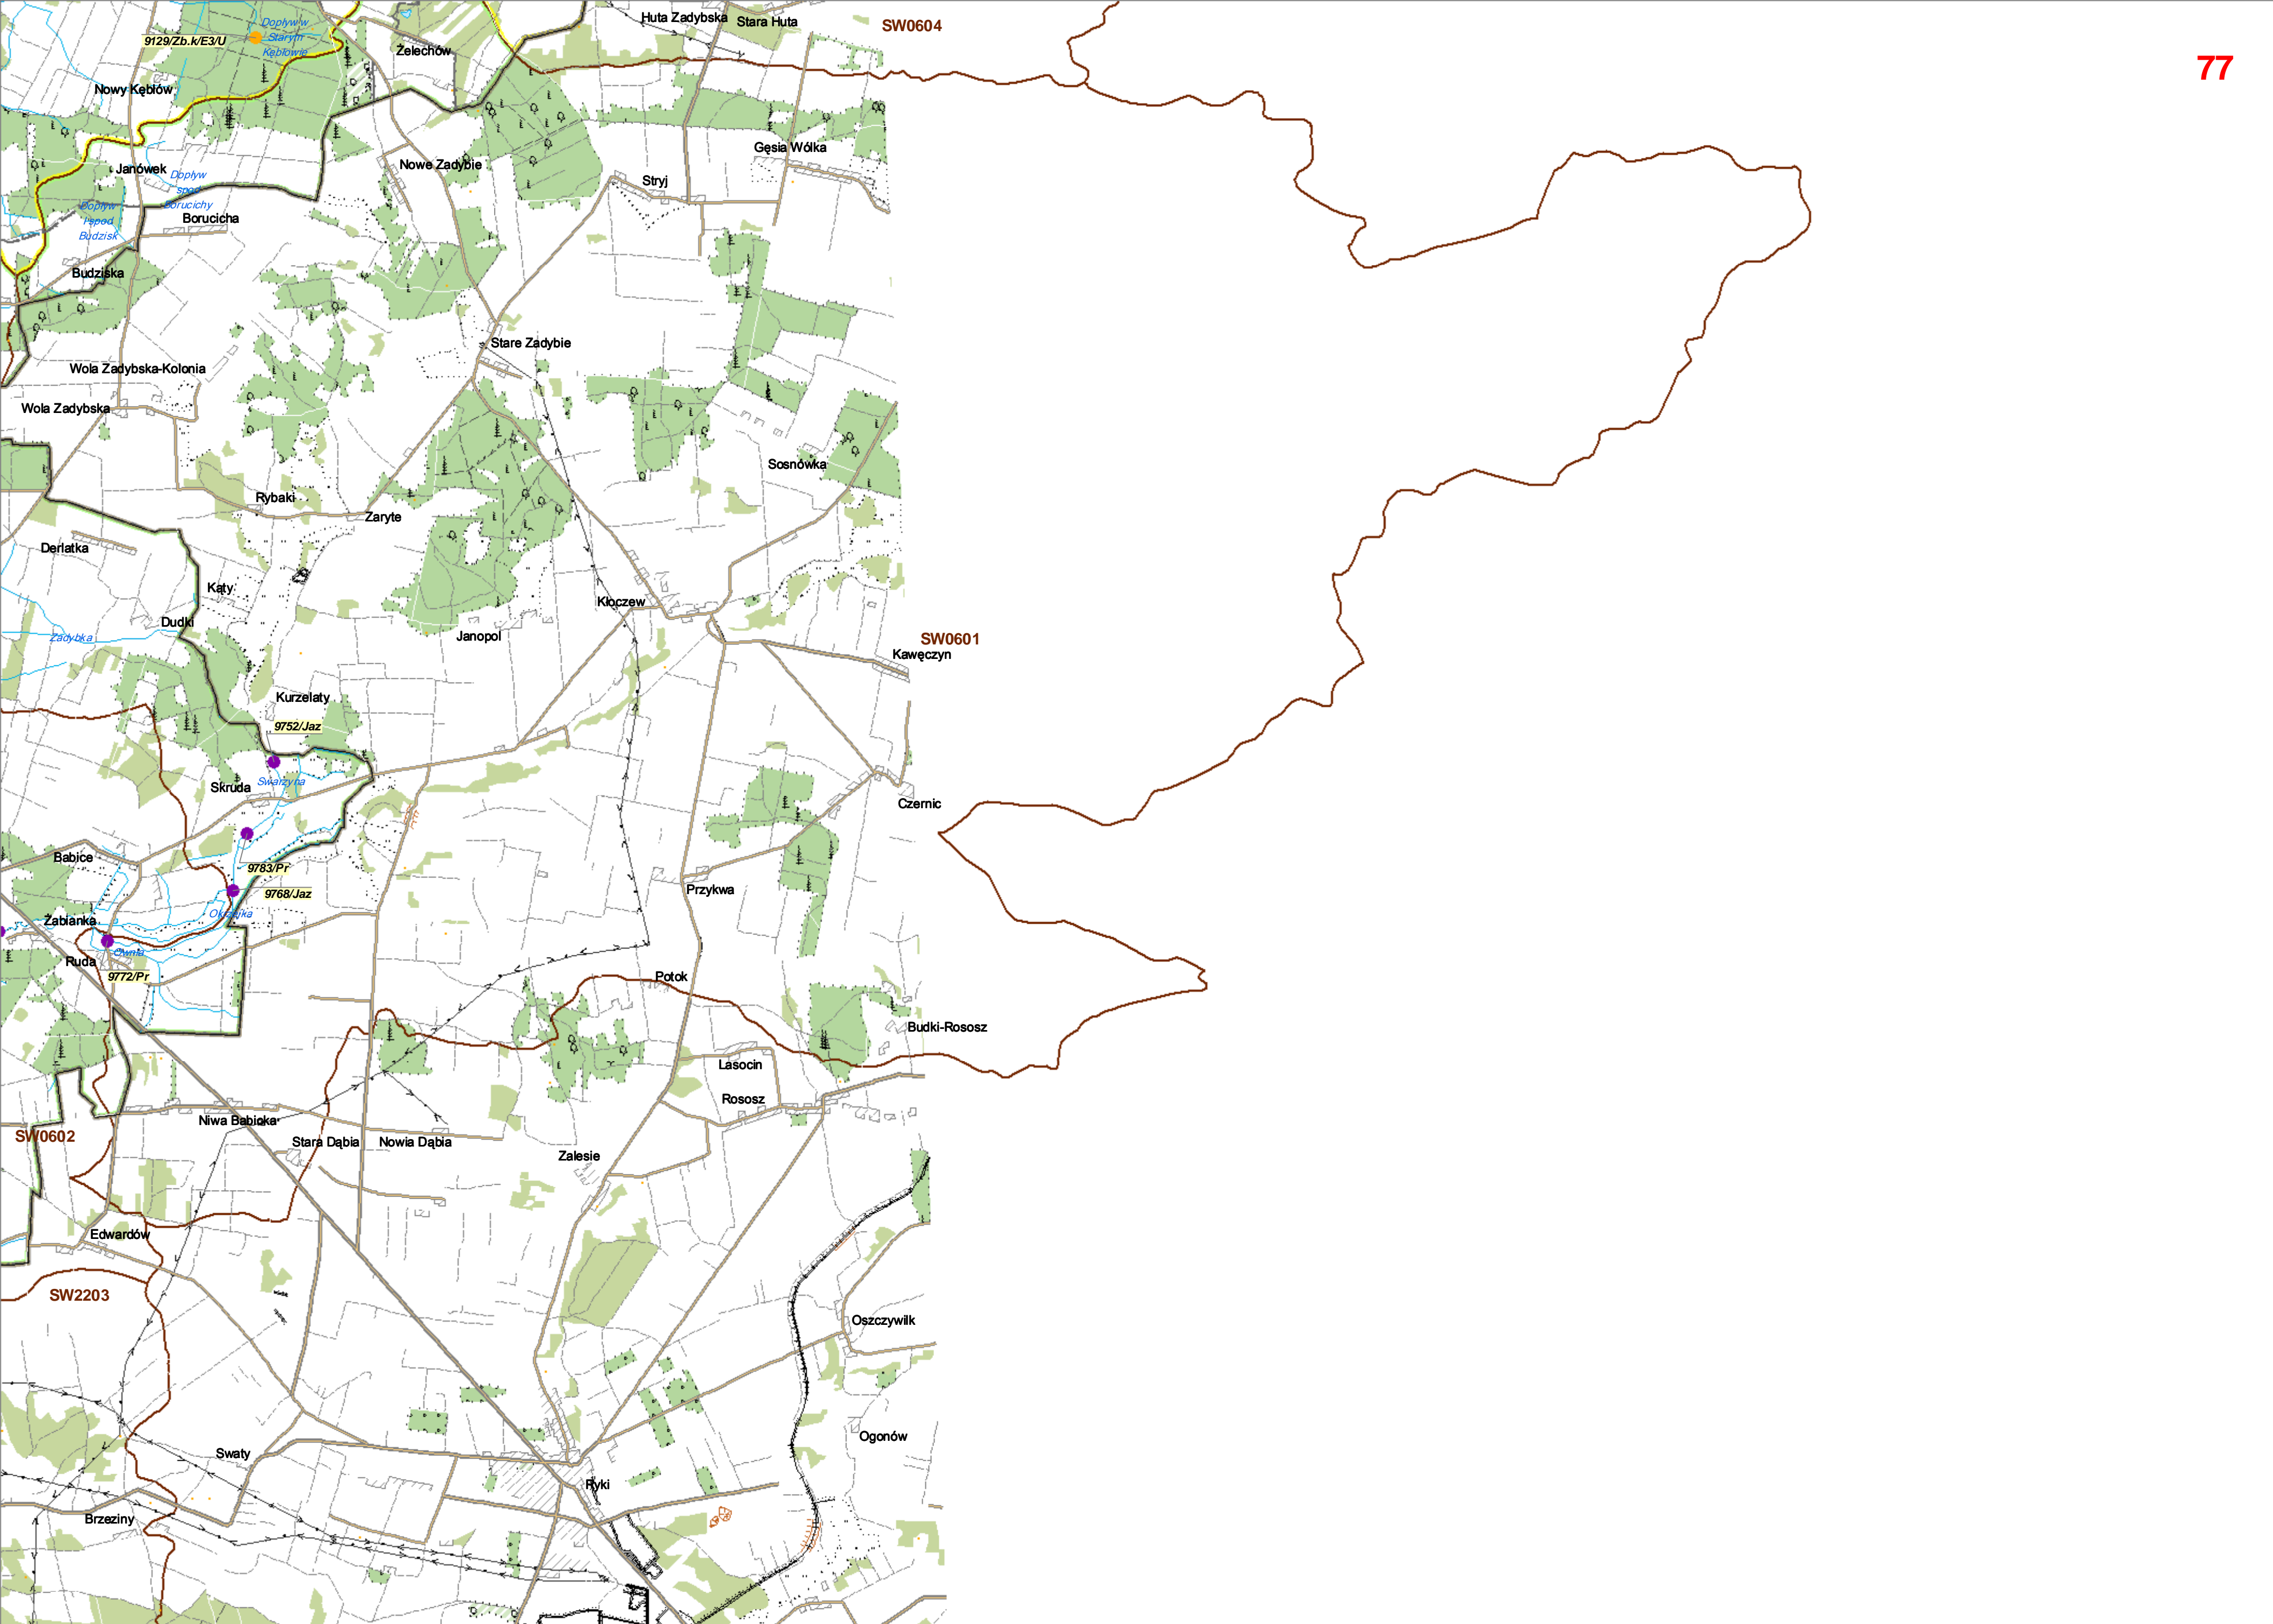 Huta Zadybska
Stara Huta
SW0604
Dopływ w
Starym
Kębłowie
9129/Zb.k/E3/U
Żelechów
77
Nowy Kębłów
Gęsia Wólka
Nowe Zadybie
Janówek
Dopływ
spod
Borucichy
Stryj
Dopływ
spod
Budzisk
Borucicha
Budziska
Stare Zadybie
Wola Zadybska-Kolonia
Wola Zadybska
Sosnówka
Rybaki
Zaryte
Derlatka
Kąty
Kłoczew
Dudki
Zadybka
Janopol
SW0601
Kawęczyn
Kurzelaty
9752/Jaz
Swarzyna
Skruda
Czernic
Babice
9783/Pr
9768/Jaz
Przykwa
Okrzejka
Żabianka
Ownia
Ruda
9772/Pr
Potok
Budki-Rososz
Lasocin
Rososz
Niwa Babicka
SW0602
Stara Dąbia
Nowia Dąbia
Zalesie
Edwardów
SW2203
Oszczywilk
Ogonów
Swaty
Ryki
Brzeziny